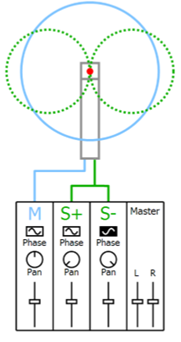 M S+ S- Master
Phase Phase Phase
Pan Pan Pan
L R